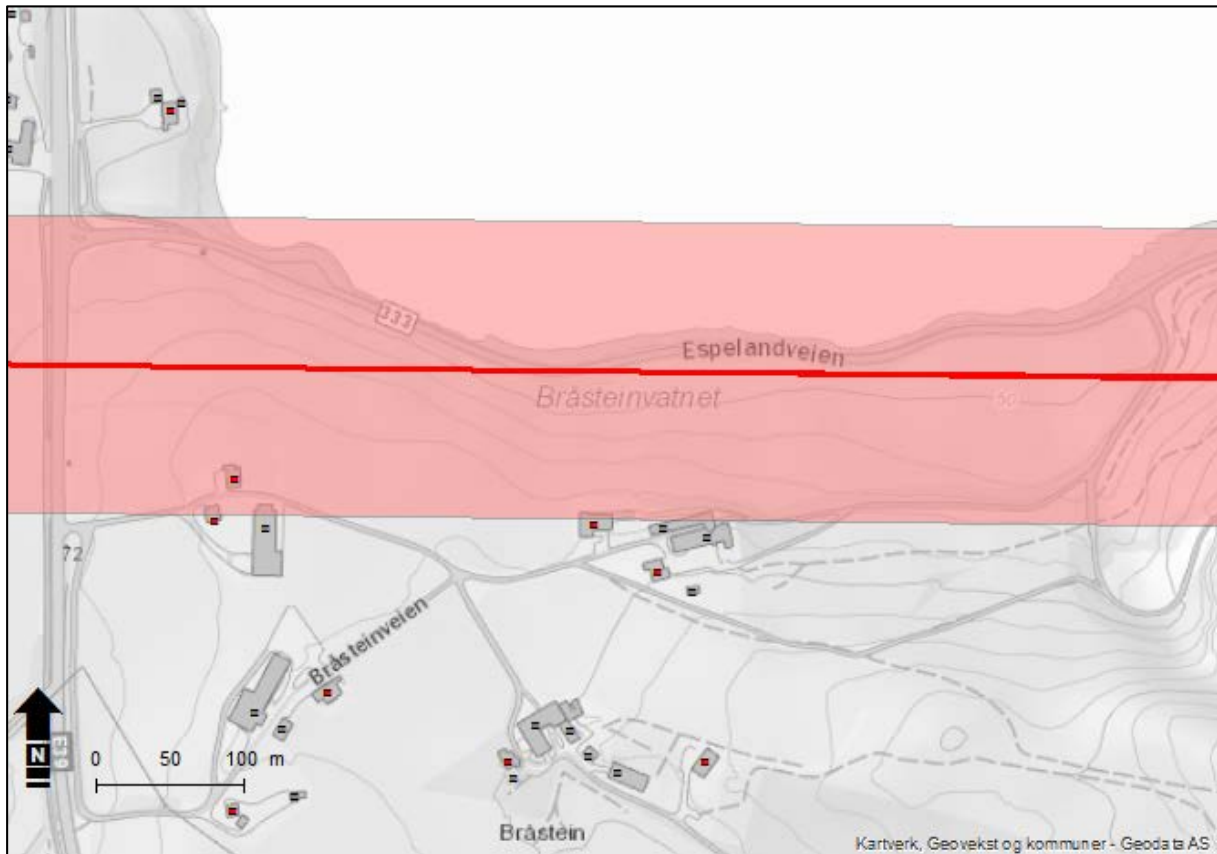 333
Espelandveien
Bråsteinvatnet
50
72
Bråsteinveien
N
E39
0 50 100 m
Bråstein
Kartverk, Geovekst og kommuner - Geodata AS